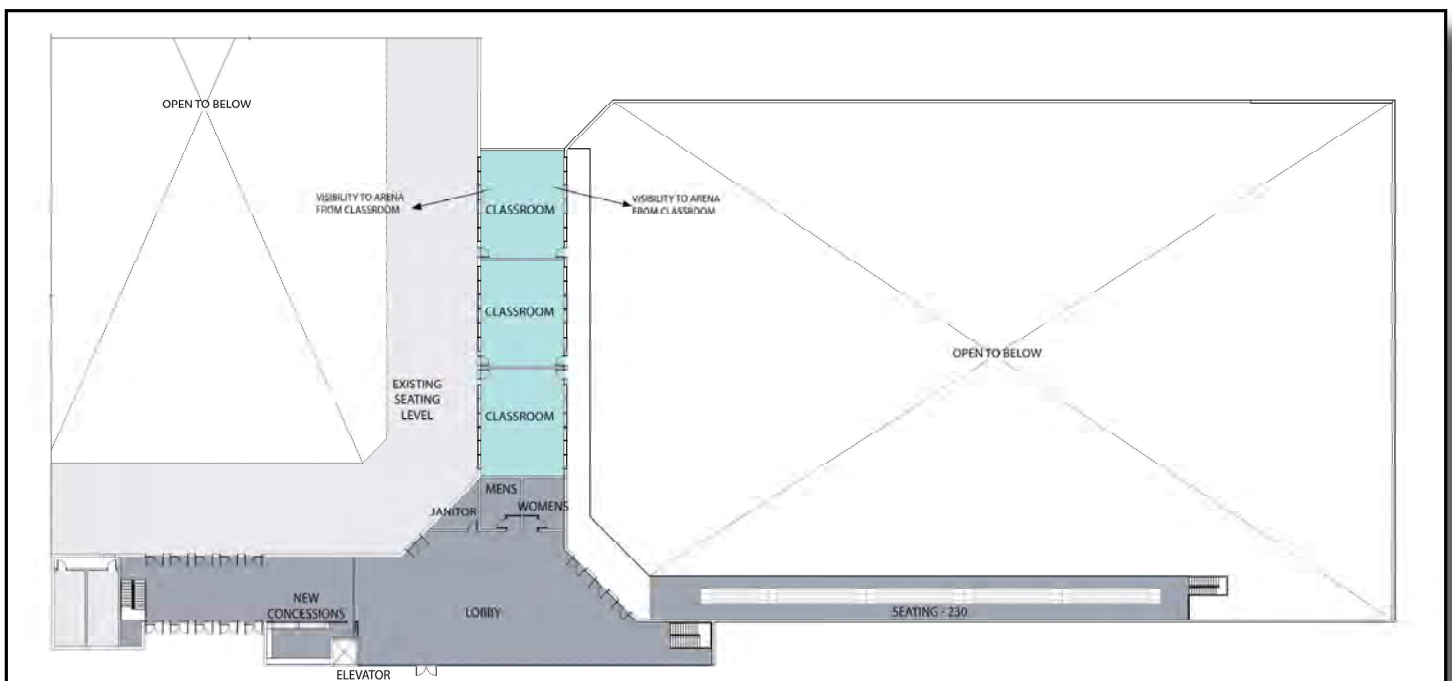 OPEN TO BELOW
VISIBILITY TO ARENA
FROM CLASSROOM
CLASSROOM
VISIBILITY TO ARENA
FROM CLASSROOM
CLASSROOM
OPEN TO BELOW
EXISTING
SEATING
LEVEL
CLASSROOM
MENS
WOMENS
JANITOR
NEW
CONCESSIONS
LOBBY
SEATING - 230
ELEVATOR